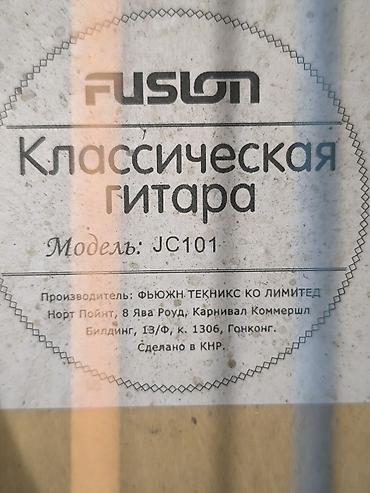 FUSION
Классическая
гитара
Модель: JC101
Производитель: ФЬЮЖН ТЕКНИКС КО ЛИМИТЕД
Норт Пойнт, 8 Ява Роуд, Карнивал Коммершл
Билдинг, 13/Ф, к. 1306, Гонконг.
Сделано в КНР.